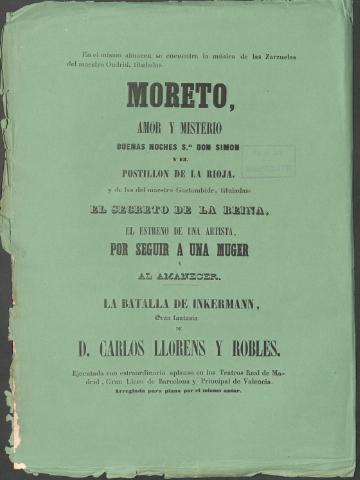 En el mismo almacen se encuentra la música de las Zarzuelas
del maestro Oudrid, tituladas
MORETO,
AMOR Y MISTERIO
BUENAS NOCHES S.or DON SIMON
Y EL
POSTILLON DE LA RIOJA.
y de las del maestro Gaztambide, tituladas
EL SECRETO DE LA REINA,
EL ESTRENO DE UNA ARTISTA,
POR SEGUIR A UNA MUGER
Y
AL AMANECER.
LA BATALLA DE INKERMANN,
Gran fantasia
DE
D. CARLOS LLORENS Y ROBLES.
Ejecutada con estraordinario aplauso en los Teatros Real de Ma-
drid, Gran Liceo de Barcelona y Principal de Valencia.
Arreglada para piano por el mismo autor.